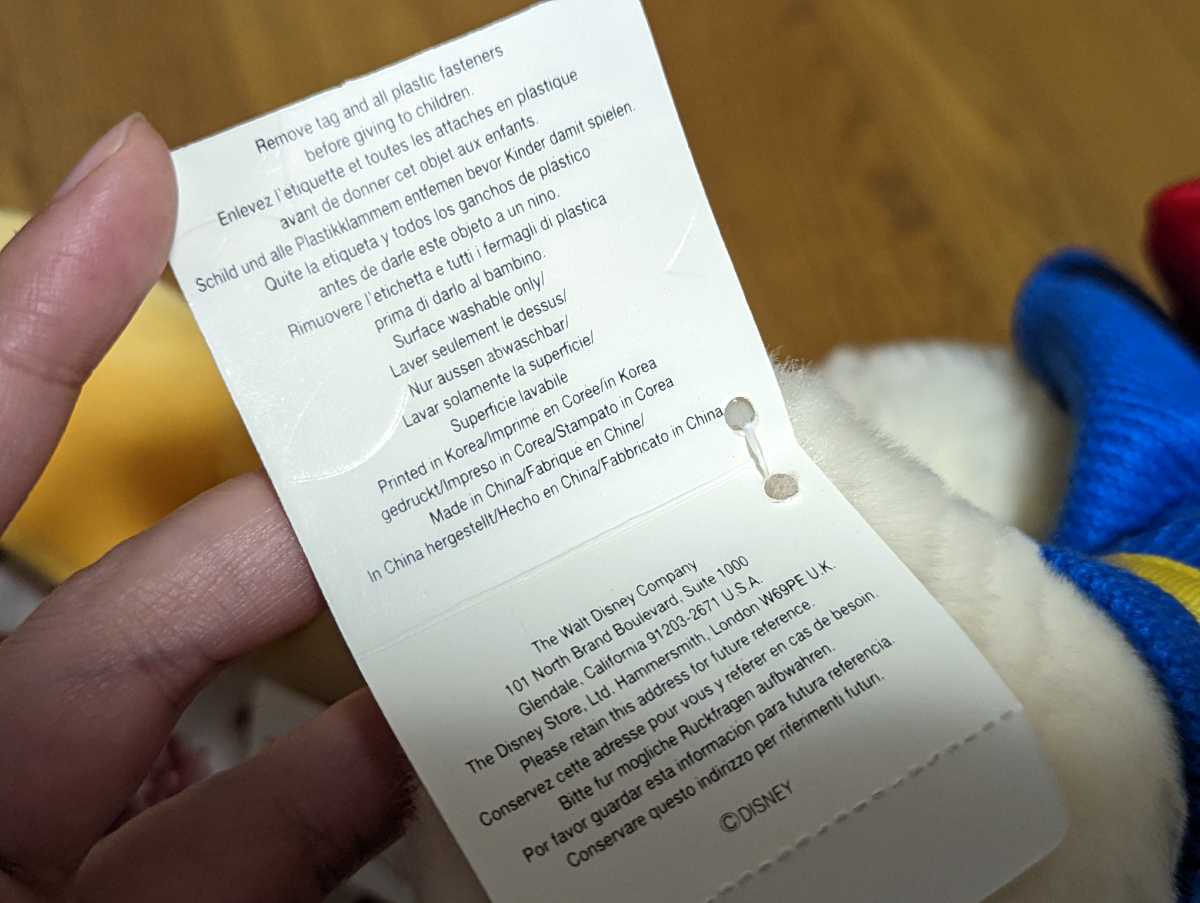 Remove tag and all plastic fasteners
before giving to children.
Enlevez l'etiquette et toutes les attaches en plastique
avant de donner cet objet aux enfants.
Schild und alle Plastikklammem entfemen bevor Kinder damit spielen.
Quite la etiqueta y todos los ganchos de plástico
antes de darle este objeto a un nino.
Rimuovere l'etichetta e tutti i fermagli di plastica
prima di darlo al bambino.
Surface washable only/
Laver seulement le dessus/
Nur aussen abwaschbar/
Lavar solamente la superficie/
Superficie lavabile
Printed in Korea/Imprimé en Corée/in Korea
gedruckt/Impreso in Corea/Stampato in Corea
Made in China/Fabriqué en Chine/
In China hergestellt/Hecho en China/Fabbricato in China
The Walt Disney Company
101 North Brand Boulevard, Suite 1000
Glendale, California 91203-2671 U.S.A.
The Disney Store, Ltd. Hammersmith, London W69PE U.K.
Please retain this address for future reference.
Conservez cette adresse pour vous y référer en cas de besoin.
Bitte fur mogliche Ruckfragen aufbwahren.
Por favor guardar esta informacion para futura referencia.
Conservare questo indirizzo per riferimenti futuri.
©DISNEY